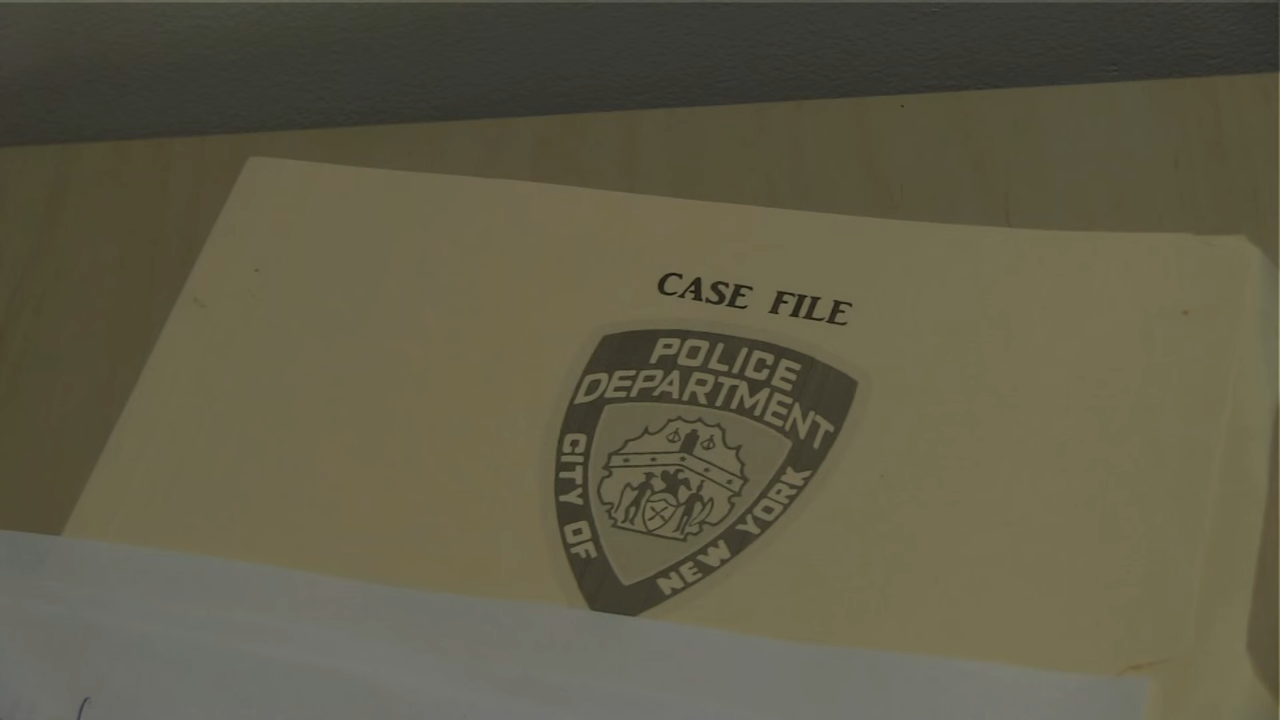 CASE FILE
POLICE
DEPARTMENT
CITY OF
NEW YORK